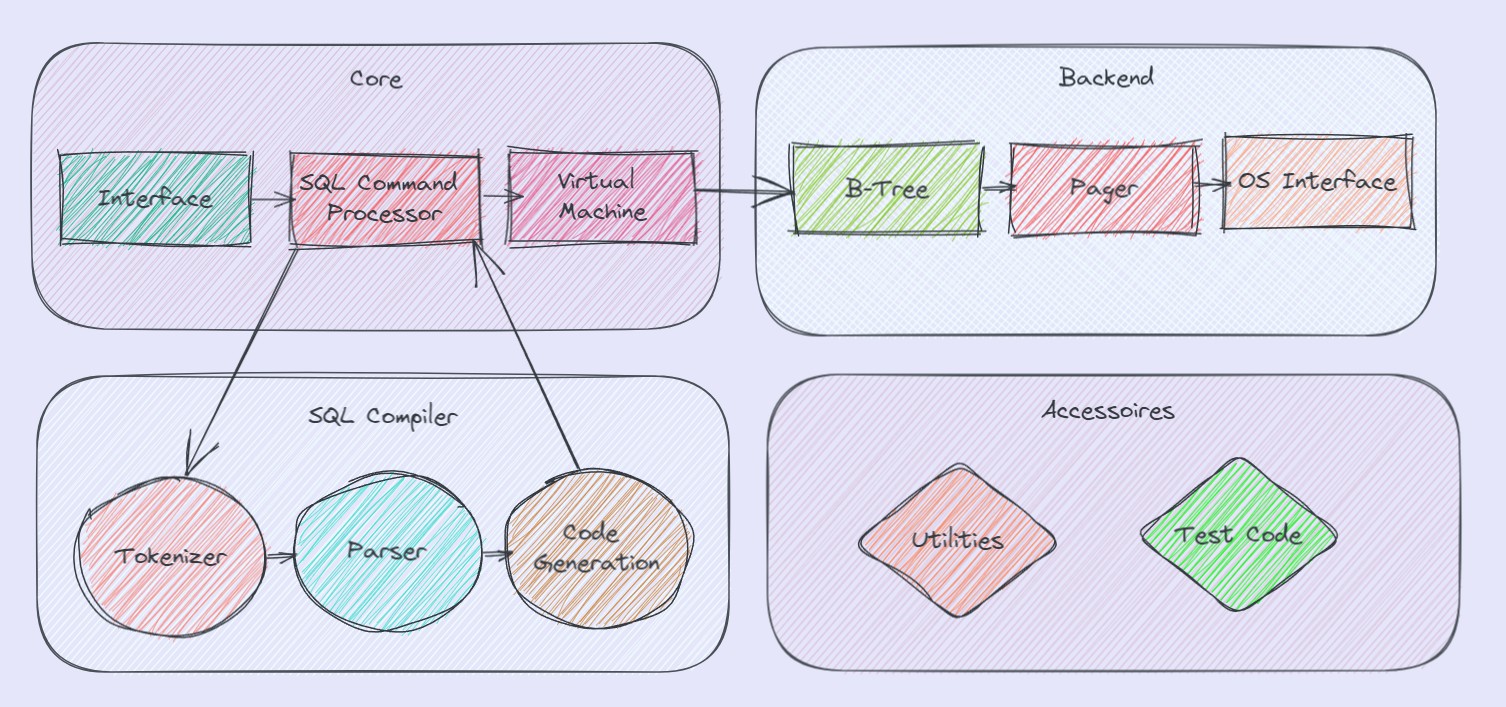 Core
Interface
SQL Command
Processor
Virtual
Machine
Backend
B-Tree
Pager
OS Interface
SQL Compiler
Tokenizer
Parser
Code
Generation
Accessoires
Utilities
Test Code